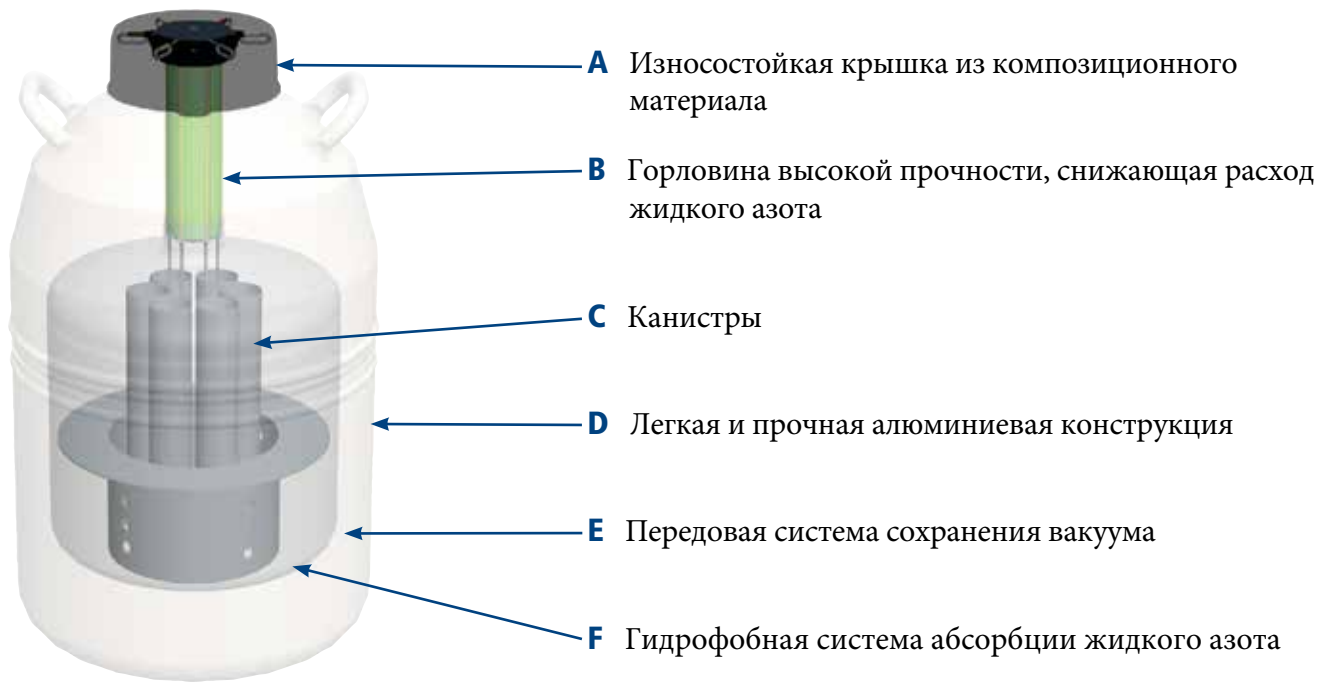 A Износостойкая крышка из композиционного
материала
B Горловина высокой прочности, снижающая расход
жидкого азота
C Канистры
D Легкая и прочная алюминиевая конструкция
E Передовая система сохранения вакуума
F Гидрофобная система абсорбции жидкого азота